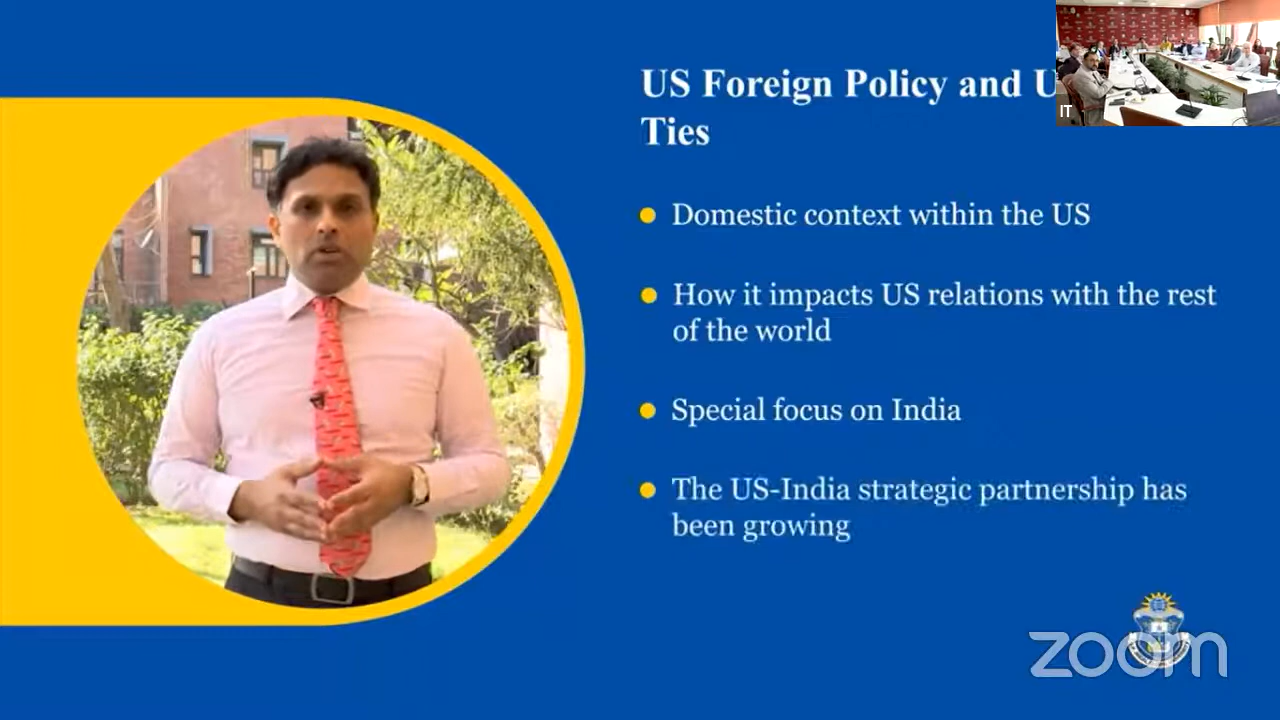 US Foreign Policy and U
Ties
IT
Domestic context within the US
How it impacts US relations with the rest
of the world
Special focus on India
The US-India strategic partnership has
been growing
zoom